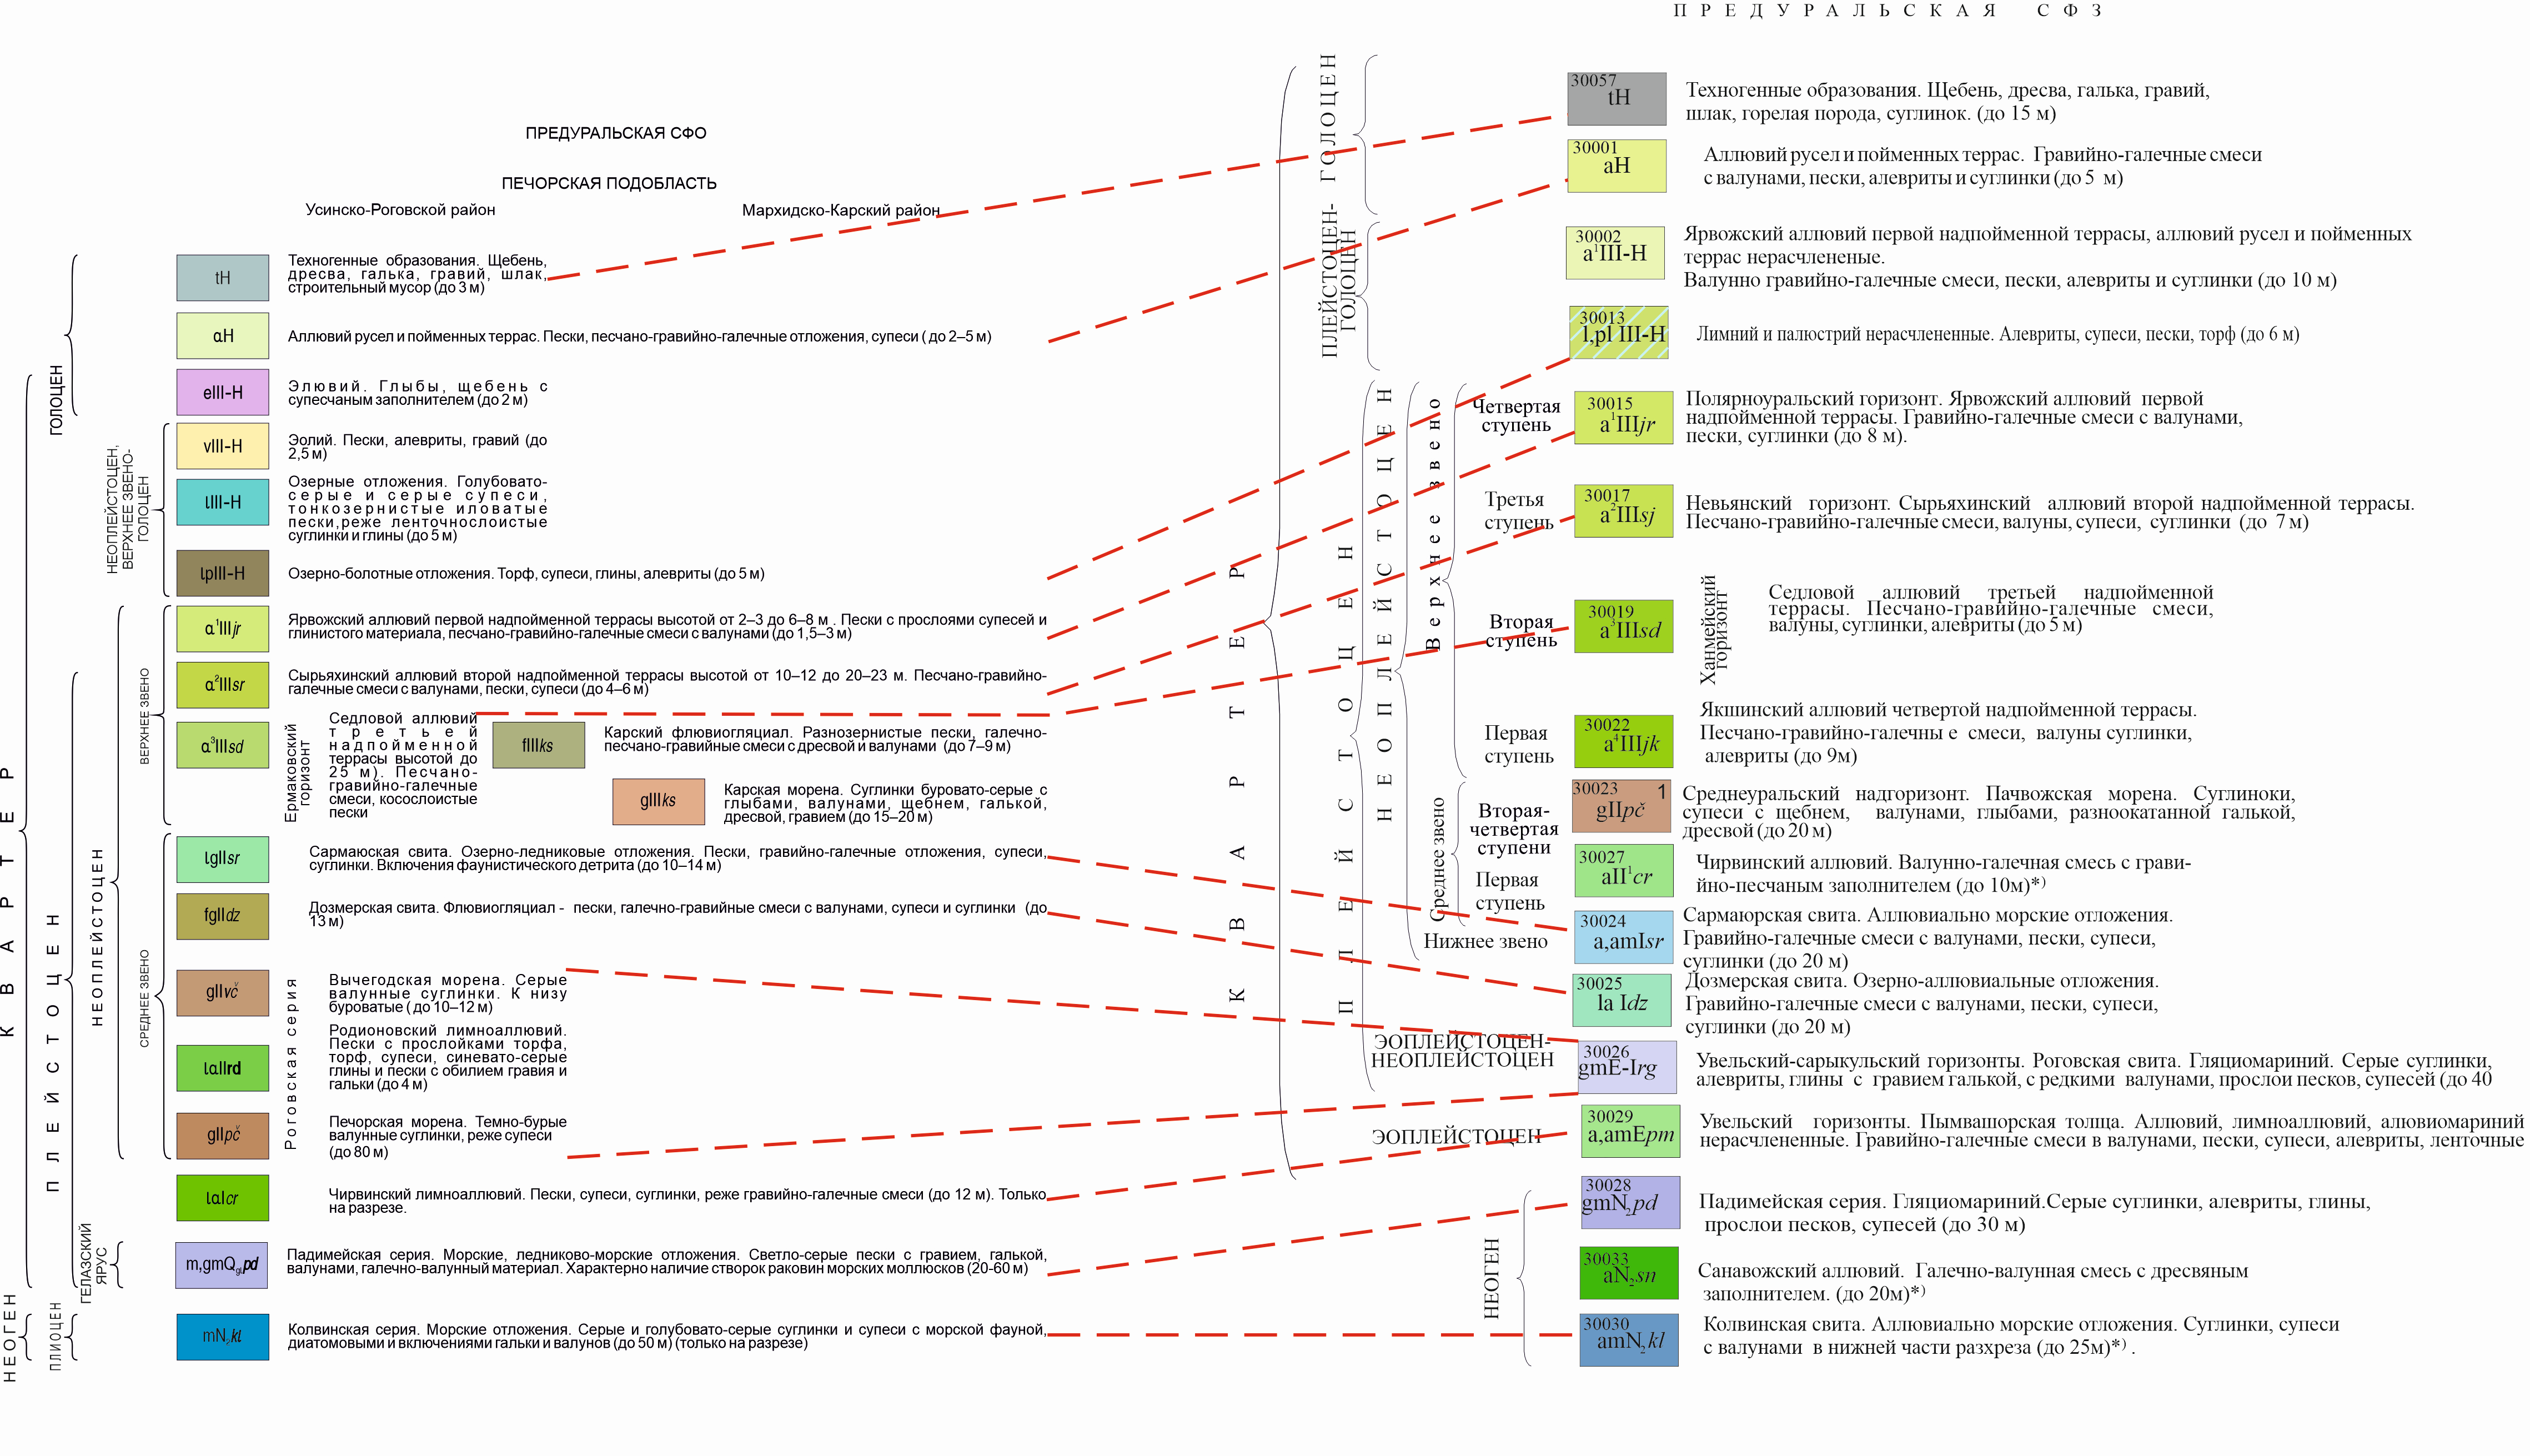 ПРЕДУРАЛЬСКАЯ СФО
ПЕЧОРСКАЯ ПОДОБЛАСТЬ
Усинско-Роговской район
Мархидско-Карский район
КВАРТЕР
НЕОГЕН
ПЛЕЙСТОЦЕН
ПЛИОЦЕН
ГОЛОЦЕН
НЕОПЛЕЙСТОЦЕН,
ВЕРХНЕЕ ЗВЕНО-
ГОЛОЦЕН
НЕОПЛЕЙСТОЦЕН
ВЕРХНЕЕ ЗВЕНО
СРЕДНЕЕ ЗВЕНО
ГЕЛАЗСКИЙ
ЯРУС
tH
Техногенные образования. Щебень,
дресва, галька, гравий, шлак,
строительный мусор (до 3 м)
aH
Аллювий русел и пойменных террас. Пески, песчано-гравийно-галечные отложения, супеси ( до 2–5 м)
eIII-H
Элювий. Глыбы, щебень с
супесчаным заполнителем (до 2 м)
vIII-H
Эолий. Пески, алевриты, гравий (до
2,5 м)
lIII-H
Озерные отложения. Голубовато-
серые и серые супеси,
тонкозернистые иловатые
пески,реже ленточнослоистые
суглинки и глины (до 5 м)
lpIII-H
Озерно-болотные отложения. Торф, супеси, глины, алевриты (до 5 м)
a¹IIIjr
Ярвожский аллювий первой надпойменной террасы высотой от 2–3 до 6–8 м . Пески с прослоями супесей и
глинистого материала, песчано-гравийно-галечные смеси с валунами (до 1,5–3 м)
a²IIIsr
Сырьяхинский аллювий второй надпойменной террасы высотой от 10–12 до 20–23 м. Песчано-гравийно-
галечные смеси с валунами, пески, супеси (до 4–6 м)
a³IIIsd
Ермаковский
горизонт
Седловой аллювий
третьей
надпойменной
террасы высотой до
25 м). Песчано-
гравийно-галечные
смеси, косослоистые
пески
fIIIks
Карский флювиогляциал. Разнозернистые пески, галечно-
песчано-гравийные смеси с дресвой и валунами (до 7–9 м)
gIIIks
Карская морена. Суглинки буровато-серые с
глыбами, валунами, щебнем, галькой,
дресвой, гравием (до 15–20 м)
lgIIsr
Сармаюская свита. Озерно-ледниковые отложения. Пески, гравийно-галечные отложения, супеси,
суглинки. Включения фаунистического детрита (до 10–14 м)
fgIIdz
Дозмерская свита. Флювиогляциал - пески, галечно-гравийные смеси с валунами, супеси и суглинки (до
13 м)
Роговская серия
gIIvč
Вычегодская морена. Серые
валунные суглинки. К низу
буроватые ( до 10–12 м)
laIIrd
Родионовский лимноаллювий.
Пески с прослойками торфа,
торф, супеси, синевато-серые
глины и пески с обилием гравия и
гальки (до 4 м)
gIIpč
Печорская морена. Темно-бурые
валунные суглинки, реже супеси
(до 80 м)
laIcr
Чирвинский лимноаллювий. Пески, супеси, суглинки, реже гравийно-галечные смеси (до 12 м). Только
на разрезе.
m,gmQglpd
Падимейская серия. Морские, ледниково-морские отложения. Светло-серые пески с гравием, галькой,
валунами, галечно-валунный материал. Характерно наличие створок раковин морских моллюсков (20-60 м)
mN₂kl
Колвинская серия. Морские отложения. Серые и голубовато-серые суглинки и супеси с морской фауной,
диатомовыми и включениями гальки и валунов (до 50 м) (только на разрезе)
ПРЕДУРАЛЬСКАЯ СФЗ
КВАРТЕР
НЕОГЕН
ПЛЕЙСТОЦЕН
ГОЛОЦЕН
ПЛЕЙСТОЦЕН-
ГОЛОЦЕН
НЕОПЛЕЙСТОЦЕН
Верхнее звено
Четвертая
ступень
Третья
ступень
Вторая
ступень
Первая
ступень
Среднее звено
Вторая-
четвертая
ступени
Первая
ступень
Нижнее звено
ЭОПЛЕЙСТОЦЕН-
НЕОПЛЕЙСТОЦЕН
ЭОПЛЕЙСТОЦЕН
30057
tH
Техногенные образования. Щебень, дресва, галька, гравий,
шлак, горелая порода, суглинок. (до 15 м)
30001
aH
Аллювий русел и пойменных террас. Гравийно-галечные смеси
с валунами, пески, алевриты и суглинки (до 5 м)
30002
a¹III-H
Ярвожский аллювий первой надпойменной террасы, аллювий русел и пойменных
террас нерасчлененые.
Валунно гравийно-галечные смеси, пески, алевриты и суглинки (до 10 м)
30013
l,pl III-H
Лимний и палюстрий нерасчлененные. Алевриты, супеси, пески, торф (до 6 м)
30015
a¹IIIjr
Полярноуральский горизонт. Ярвожский аллювий первой
надпойменной террасы. Гравийно-галечные смеси с валунами,
пески, суглинки (до 8 м).
30017
a²IIIsj
Невьянский горизонт. Сырьяхинский аллювий второй надпойменной террасы.
Песчано-гравийно-галечные смеси, валуны, супеси, суглинки (до 7 м)
30019
a³IIIsd
Ханмейский
горизонт
Седловой аллювий третьей надпойменной
террасы. Песчано-гравийно-галечные смеси,
валуны, суглинки, алевриты (до 5 м)
30022
a⁴IIIjk
Якшинский аллювий четвертой надпойменной террасы.
Песчано-гравийно-галечны е смеси, валуны суглинки,
алевриты (до 9м)
30023
1
gIIpč
Среднеуральский надгоризонт. Пачвожская морена. Суглиноки,
супеси с щебнем, валунами, глыбами, разноокатанной галькой,
дресвой (до 20 м)
30027
aII¹cr
Чирвинский аллювий. Валунно-галечная смесь с грави-
йно-песчаным заполнителем (до 10м)*)
30024
a,amIsr
Сармаюрская свита. Аллювиально морские отложения.
Гравийно-галечные смеси с валунами, пески, супеси,
суглинки (до 20 м)
30025
la Idz
Дозмерская свита. Озерно-аллювиальные отложения.
Гравийно-галечные смеси с валунами, пески, супеси,
суглинки (до 20 м)
30026
gmE-Irg
Увельский-сарыкульский горизонты. Роговская свита. Гляциомариний. Серые суглинки,
алевриты, глины с гравием галькой, с редкими валунами, прослои песков, супесей (до 40
30029
a,amEpm
Увельский горизонты. Пымвашорская толща. Аллювий, лимноаллювий, аловиомариний
нерасчлененные. Гравийно-галечные смеси в валунами, пески, супеси, алевриты, ленточные
30028
gmN₂pd
Падимейская серия. Гляциомариний.Серые суглинки, алевриты, глины,
прослои песков, супесей (до 30 м)
30033
aN₂sn
Санавожский аллювий. Галечно-валунная смесь с дресвяным
заполнителем. (до 20м)*)
30030
amN₂kl
Колвинская свита. Аллювиально морские отложения. Суглинки, супеси
с валунами в нижней части разхреза (до 25м)*) .